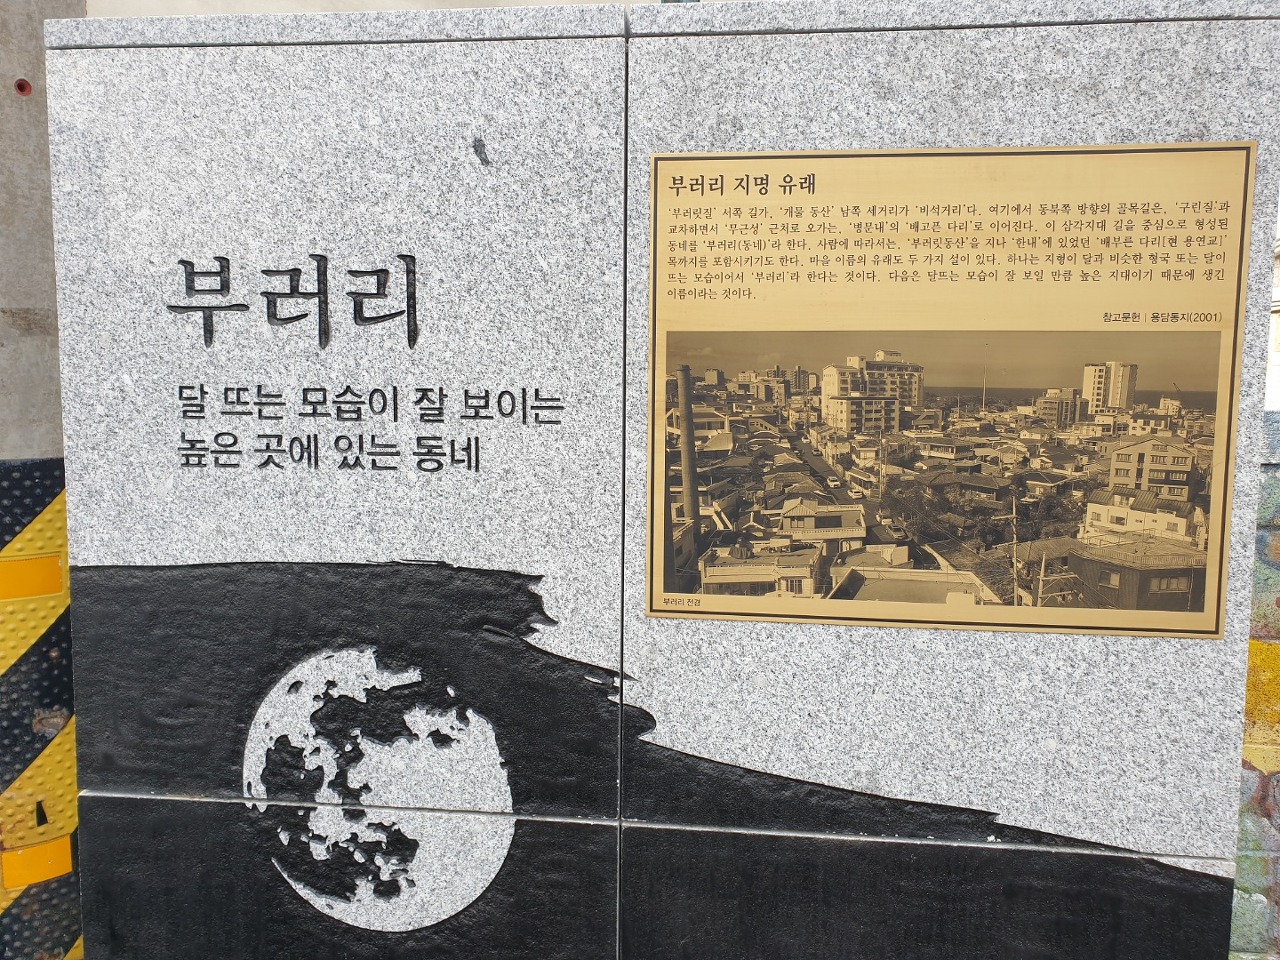 부러리
달 뜨는 모습이 잘 보이는
높은 곳에 있는 동네
부러리 지명 유래
'부러릿질' 서쪽 길가, '개물 동산' 남쪽 세거리가 '비석거리'다. 여기에서 동북쪽 방향의 골목길은, '구린질'과
교차하면서 '무근성' 근처로 오가는, '병문내'의 '배고픈 다리'로 이어진다. 이 삼각지대 길을 중심으로 형성된
동네를 '부러리(동네)'라 한다. 사람에 따라서는, '부러릿동산'을 지나 '한내'에 있었던 '배부른 다리[현 용연교]'
목까지를 포함시키기도 한다. 마을 이름의 유래도 두 가지 설이 있다. 하나는 지형이 달과 비슷한 형국 또는 달이
뜨는 모습이어서 '부러리'라 한다는 것이다. 다음은 달뜨는 모습이 잘 보일 만큼 높은 지대이기 때문에 생긴
이름이라는 것이다.
참고문헌 | 용담동지(2001)
부러리 전경